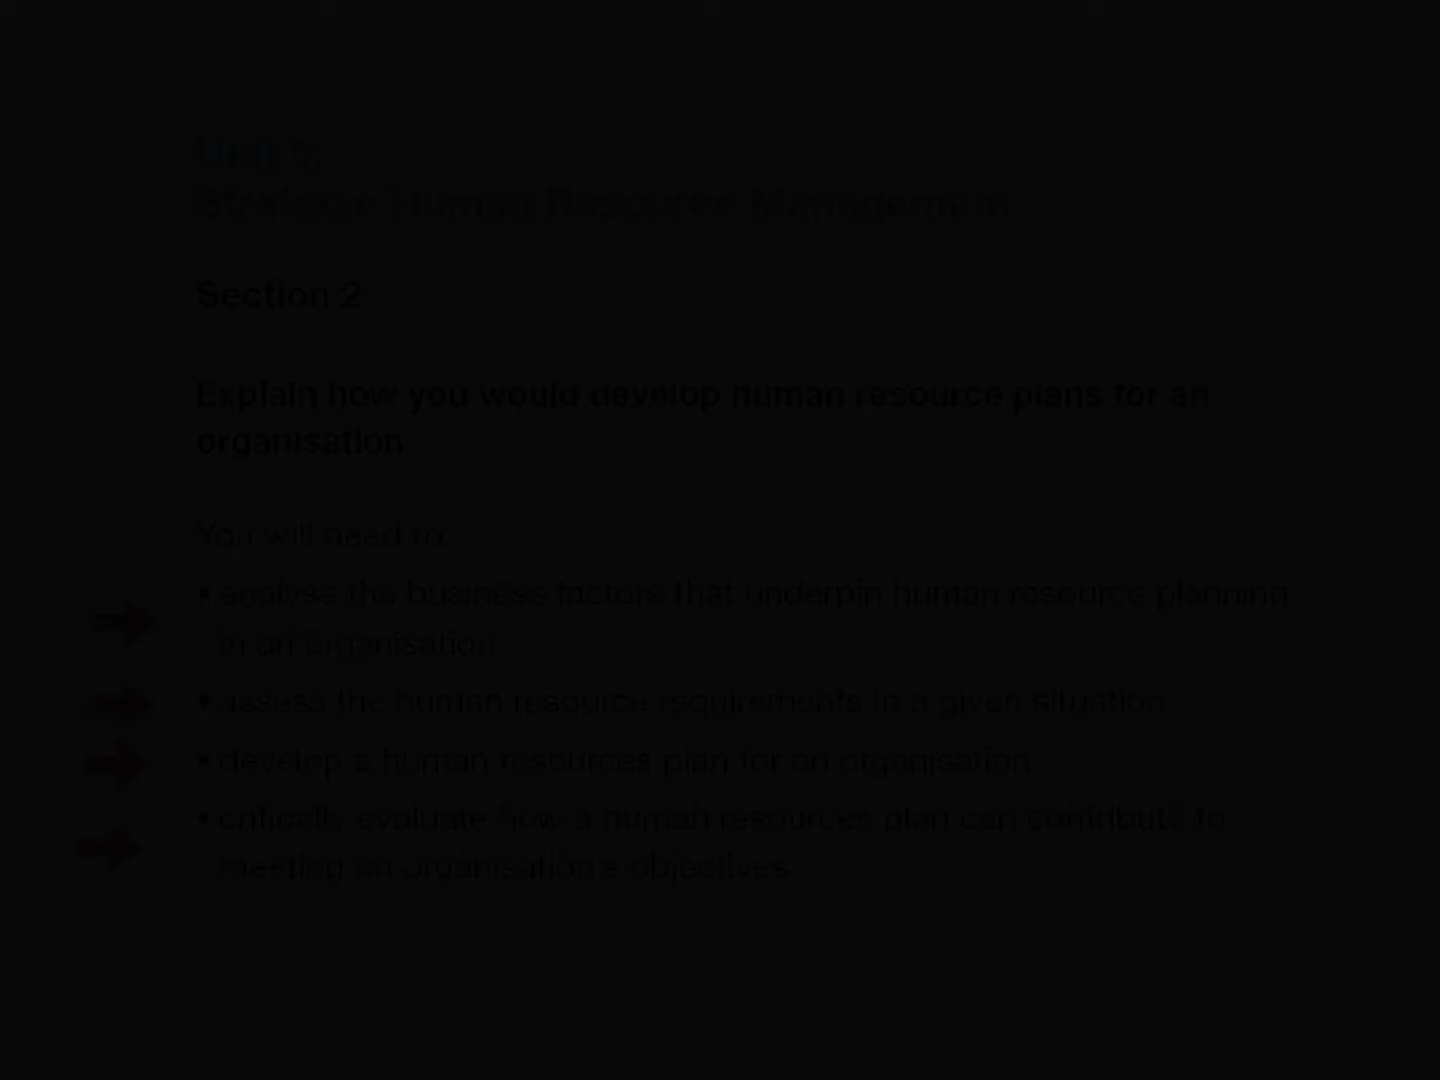 Unit 5
Strategic Human Resource Management
Section 2
Explain how you would develop human resource plans for an
organisation
You will need to
• analyse the business factors that underpin human resource planning
in an organisation
• assess the human resource requirements in a given situation
• develop a human resources plan for an organisation
• critically evaluate how a human resources plan can contribute to
meeting an organisation's objectives